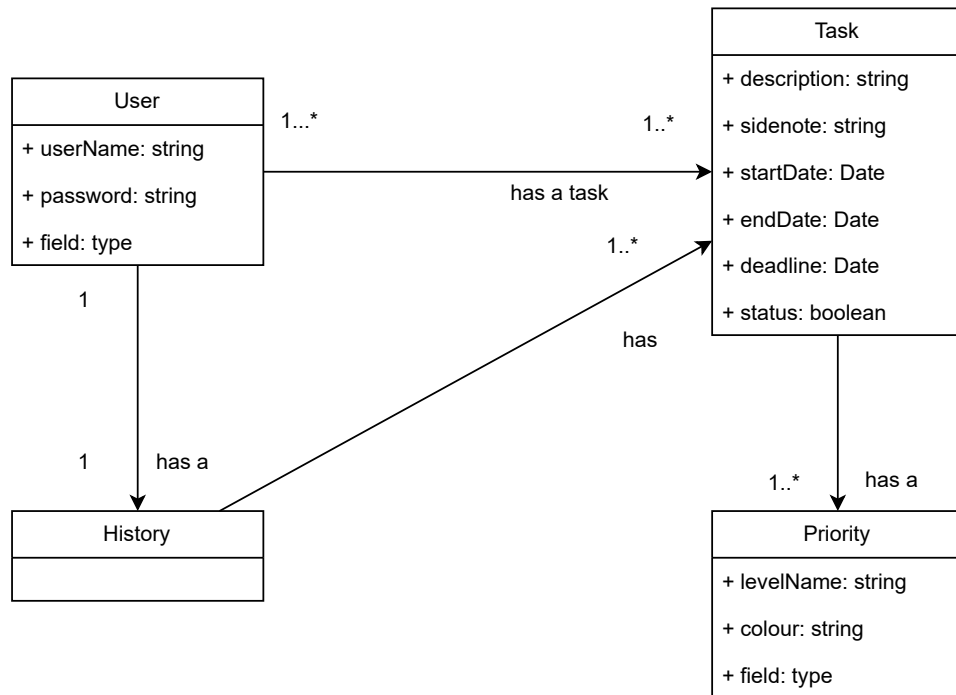 Task
+ description: string
+ sidenote: string
+ startDate: Date
+ endDate: Date
+ deadline: Date
+ status: boolean
User
+ userName: string
+ password: string
+ field: type
1...*
1..*
has a task
1..*
has
1
1
has a
History
1..*
has a
Priority
+ levelName: string
+ colour: string
+ field: type